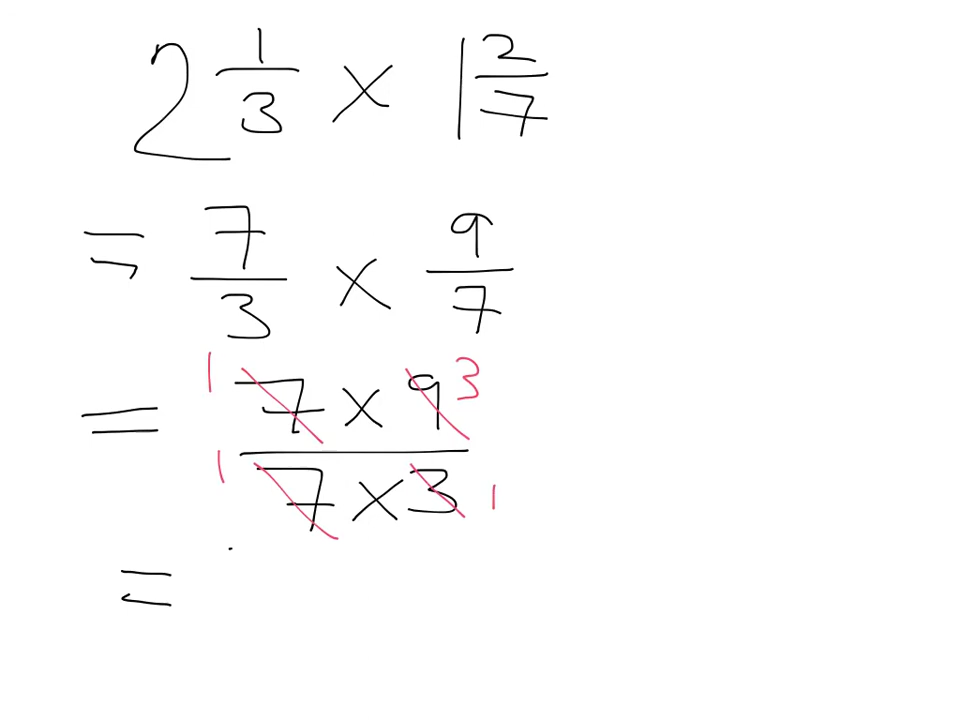 2 1/3 × 1 2/7
= 7/3 × 9/7
= 1 7 × 9 3
1 7 × 3 1
=